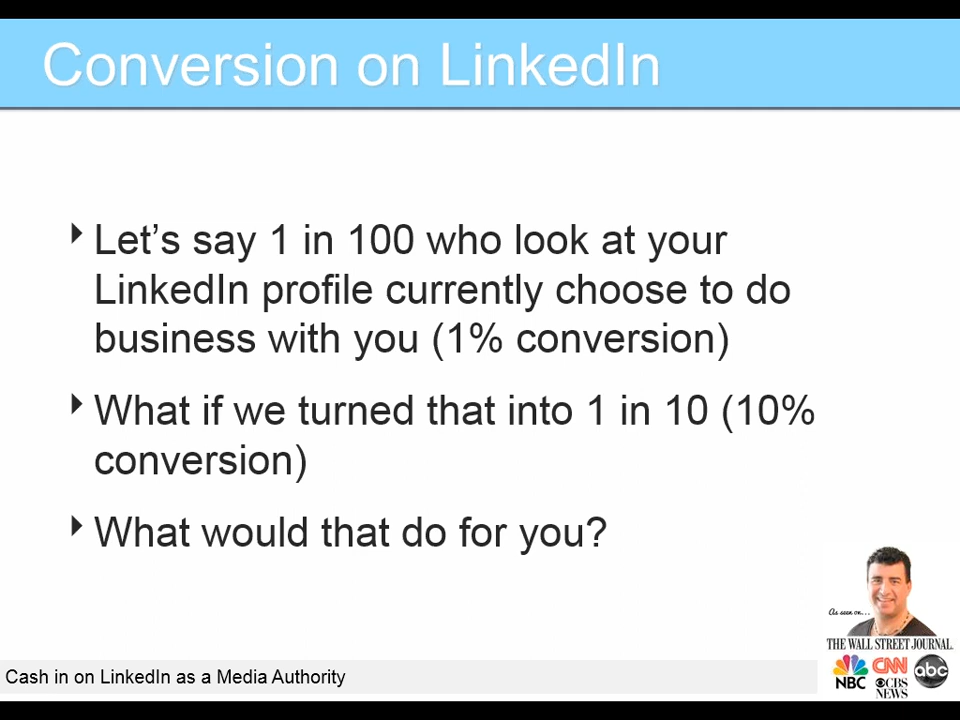 Conversion on LinkedIn
Let's say 1 in 100 who look at your
LinkedIn profile currently choose to do
business with you (1% conversion)
What if we turned that into 1 in 10 (10%
conversion)
What would that do for you?
As seen on...
THE WALL STREET JOURNAL.
NBC
CNN
CBS
NEWS
abc
Cash in on LinkedIn as a Media Authority